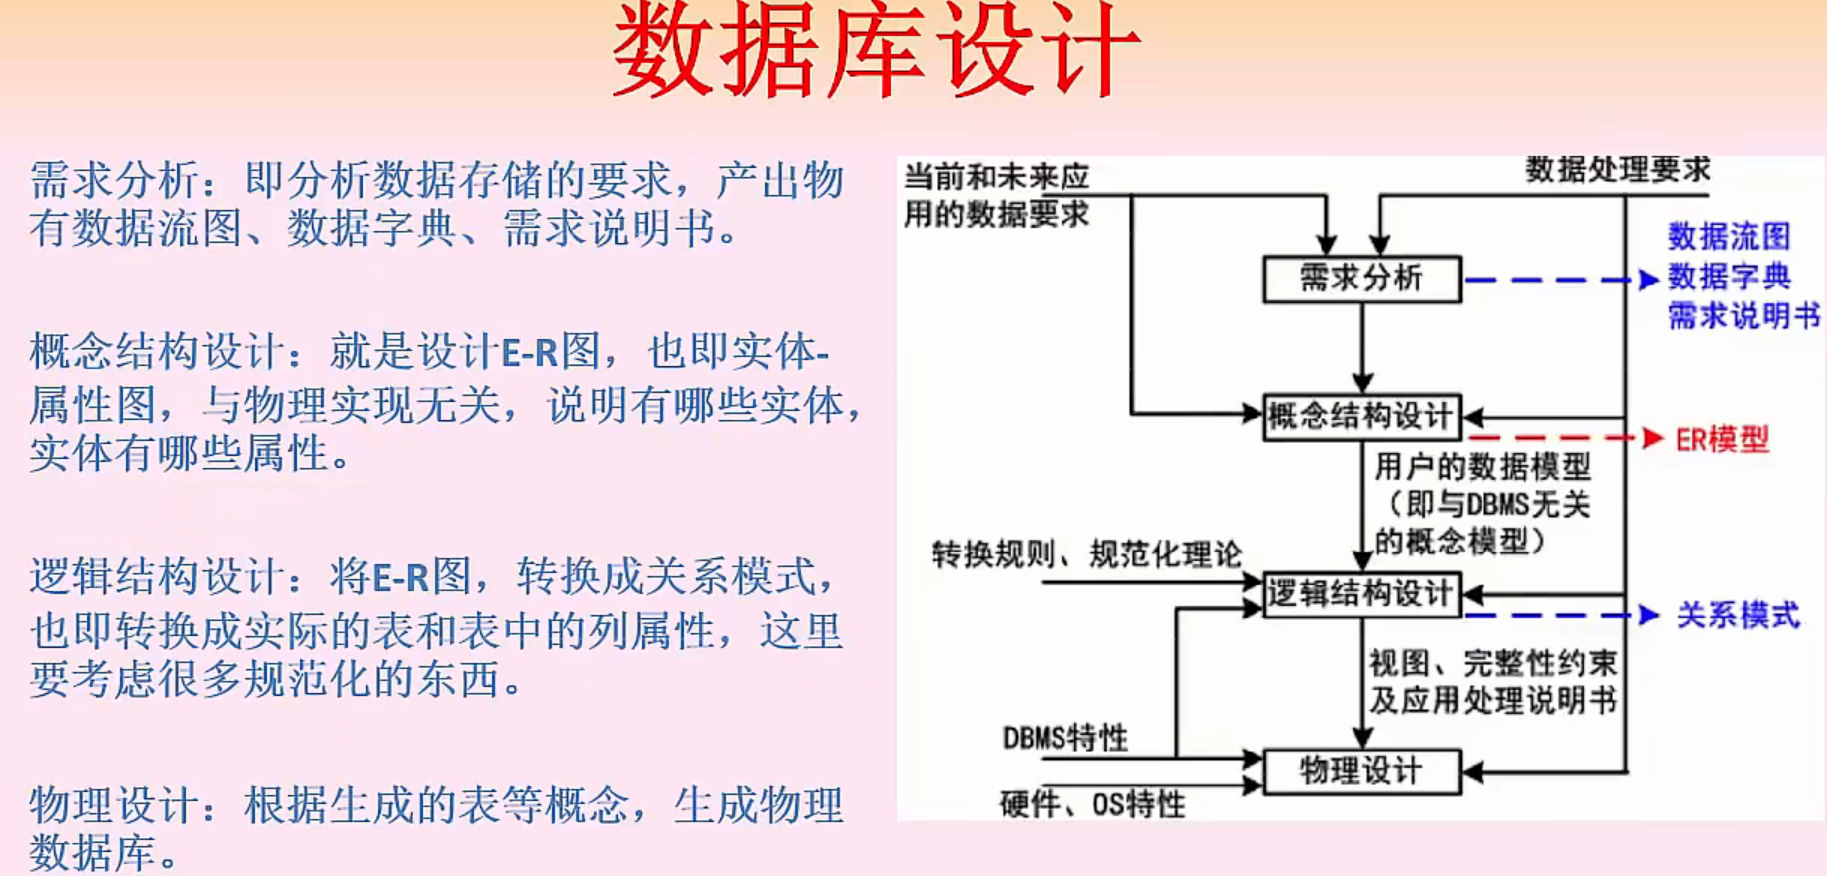 数据库设计
需求分析：即分析数据存储的要求，产出物
有数据流图、数据字典、需求说明书。
概念结构设计：就是设计E-R图，也即实体-
属性图，与物理实现无关，说明有哪些实体，
实体有哪些属性。
逻辑结构设计：将E-R图，转换成关系模式，
也即转换成实际的表和表中的列属性，这里
要考虑很多规范化的东西。
物理设计：根据生成的表等概念，生成物理
数据库。
当前和未来应
用的数据要求
数据处理要求
需求分析
数据流图
数据字典
需求说明书
概念结构设计
ER模型
用户的数据模型
（即与DBMS无关
的概念模型）
转换规则、规范化理论
逻辑结构设计
关系模式
视图、完整性约束
及应用处理说明书
DBMS特性
物理设计
硬件、OS特性